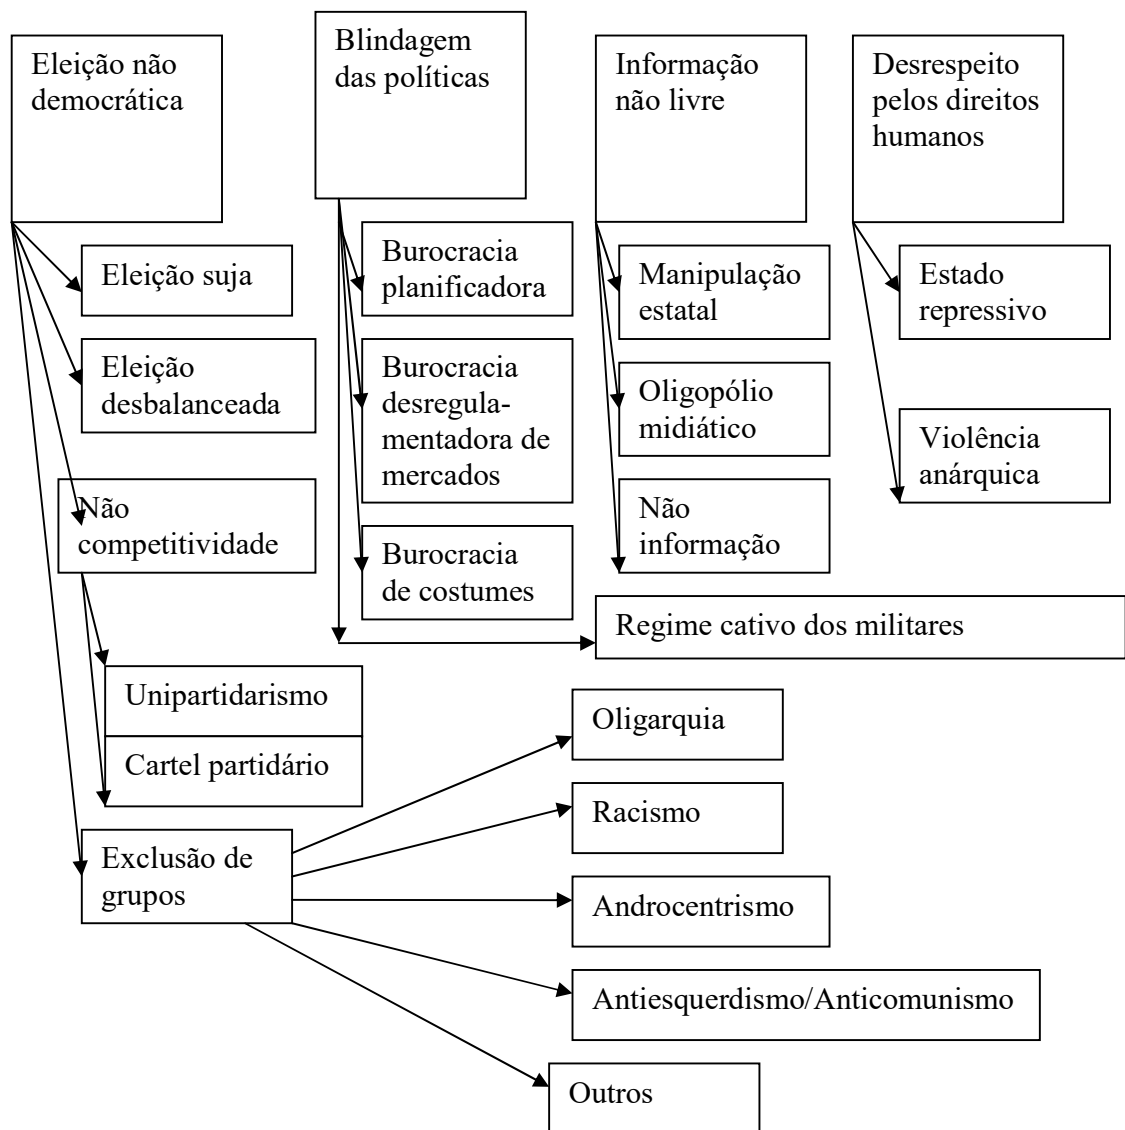 Eleição não
democrática
Blindagem
das políticas
Informação
não livre
Desrespeito
pelos direitos
humanos
Eleição suja
Eleição
desbalanceada
Não
competitividade
Unipartidarismo
Cartel partidário
Exclusão de
grupos
Burocracia
planificadora
Burocracia
desregula-
mentadora de
mercados
Burocracia
de costumes
Manipulação
estatal
Oligopólio
midiático
Não
informação
Estado
repressivo
Violência
anárquica
Regime cativo dos militares
Oligarquia
Racismo
Androcentrismo
Antiesquerdismo/Anticomunismo
Outros